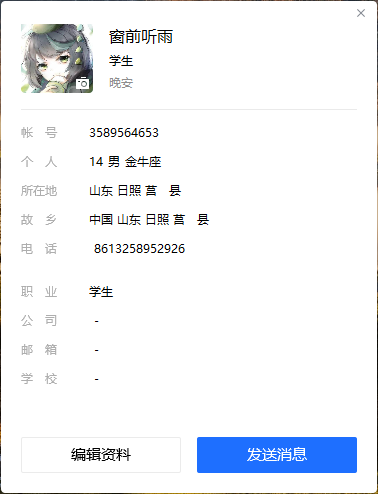 窗前听雨
学生
晚安
帐 号 3589564653
个 人 14 男 金牛座
所在地 山东 日照 莒 县
故 乡 中国 山东 日照 莒 县
电 话 8613258952926
职 业 学生
公 司 -
邮 箱 -
学 校 -
编辑资料 发送消息